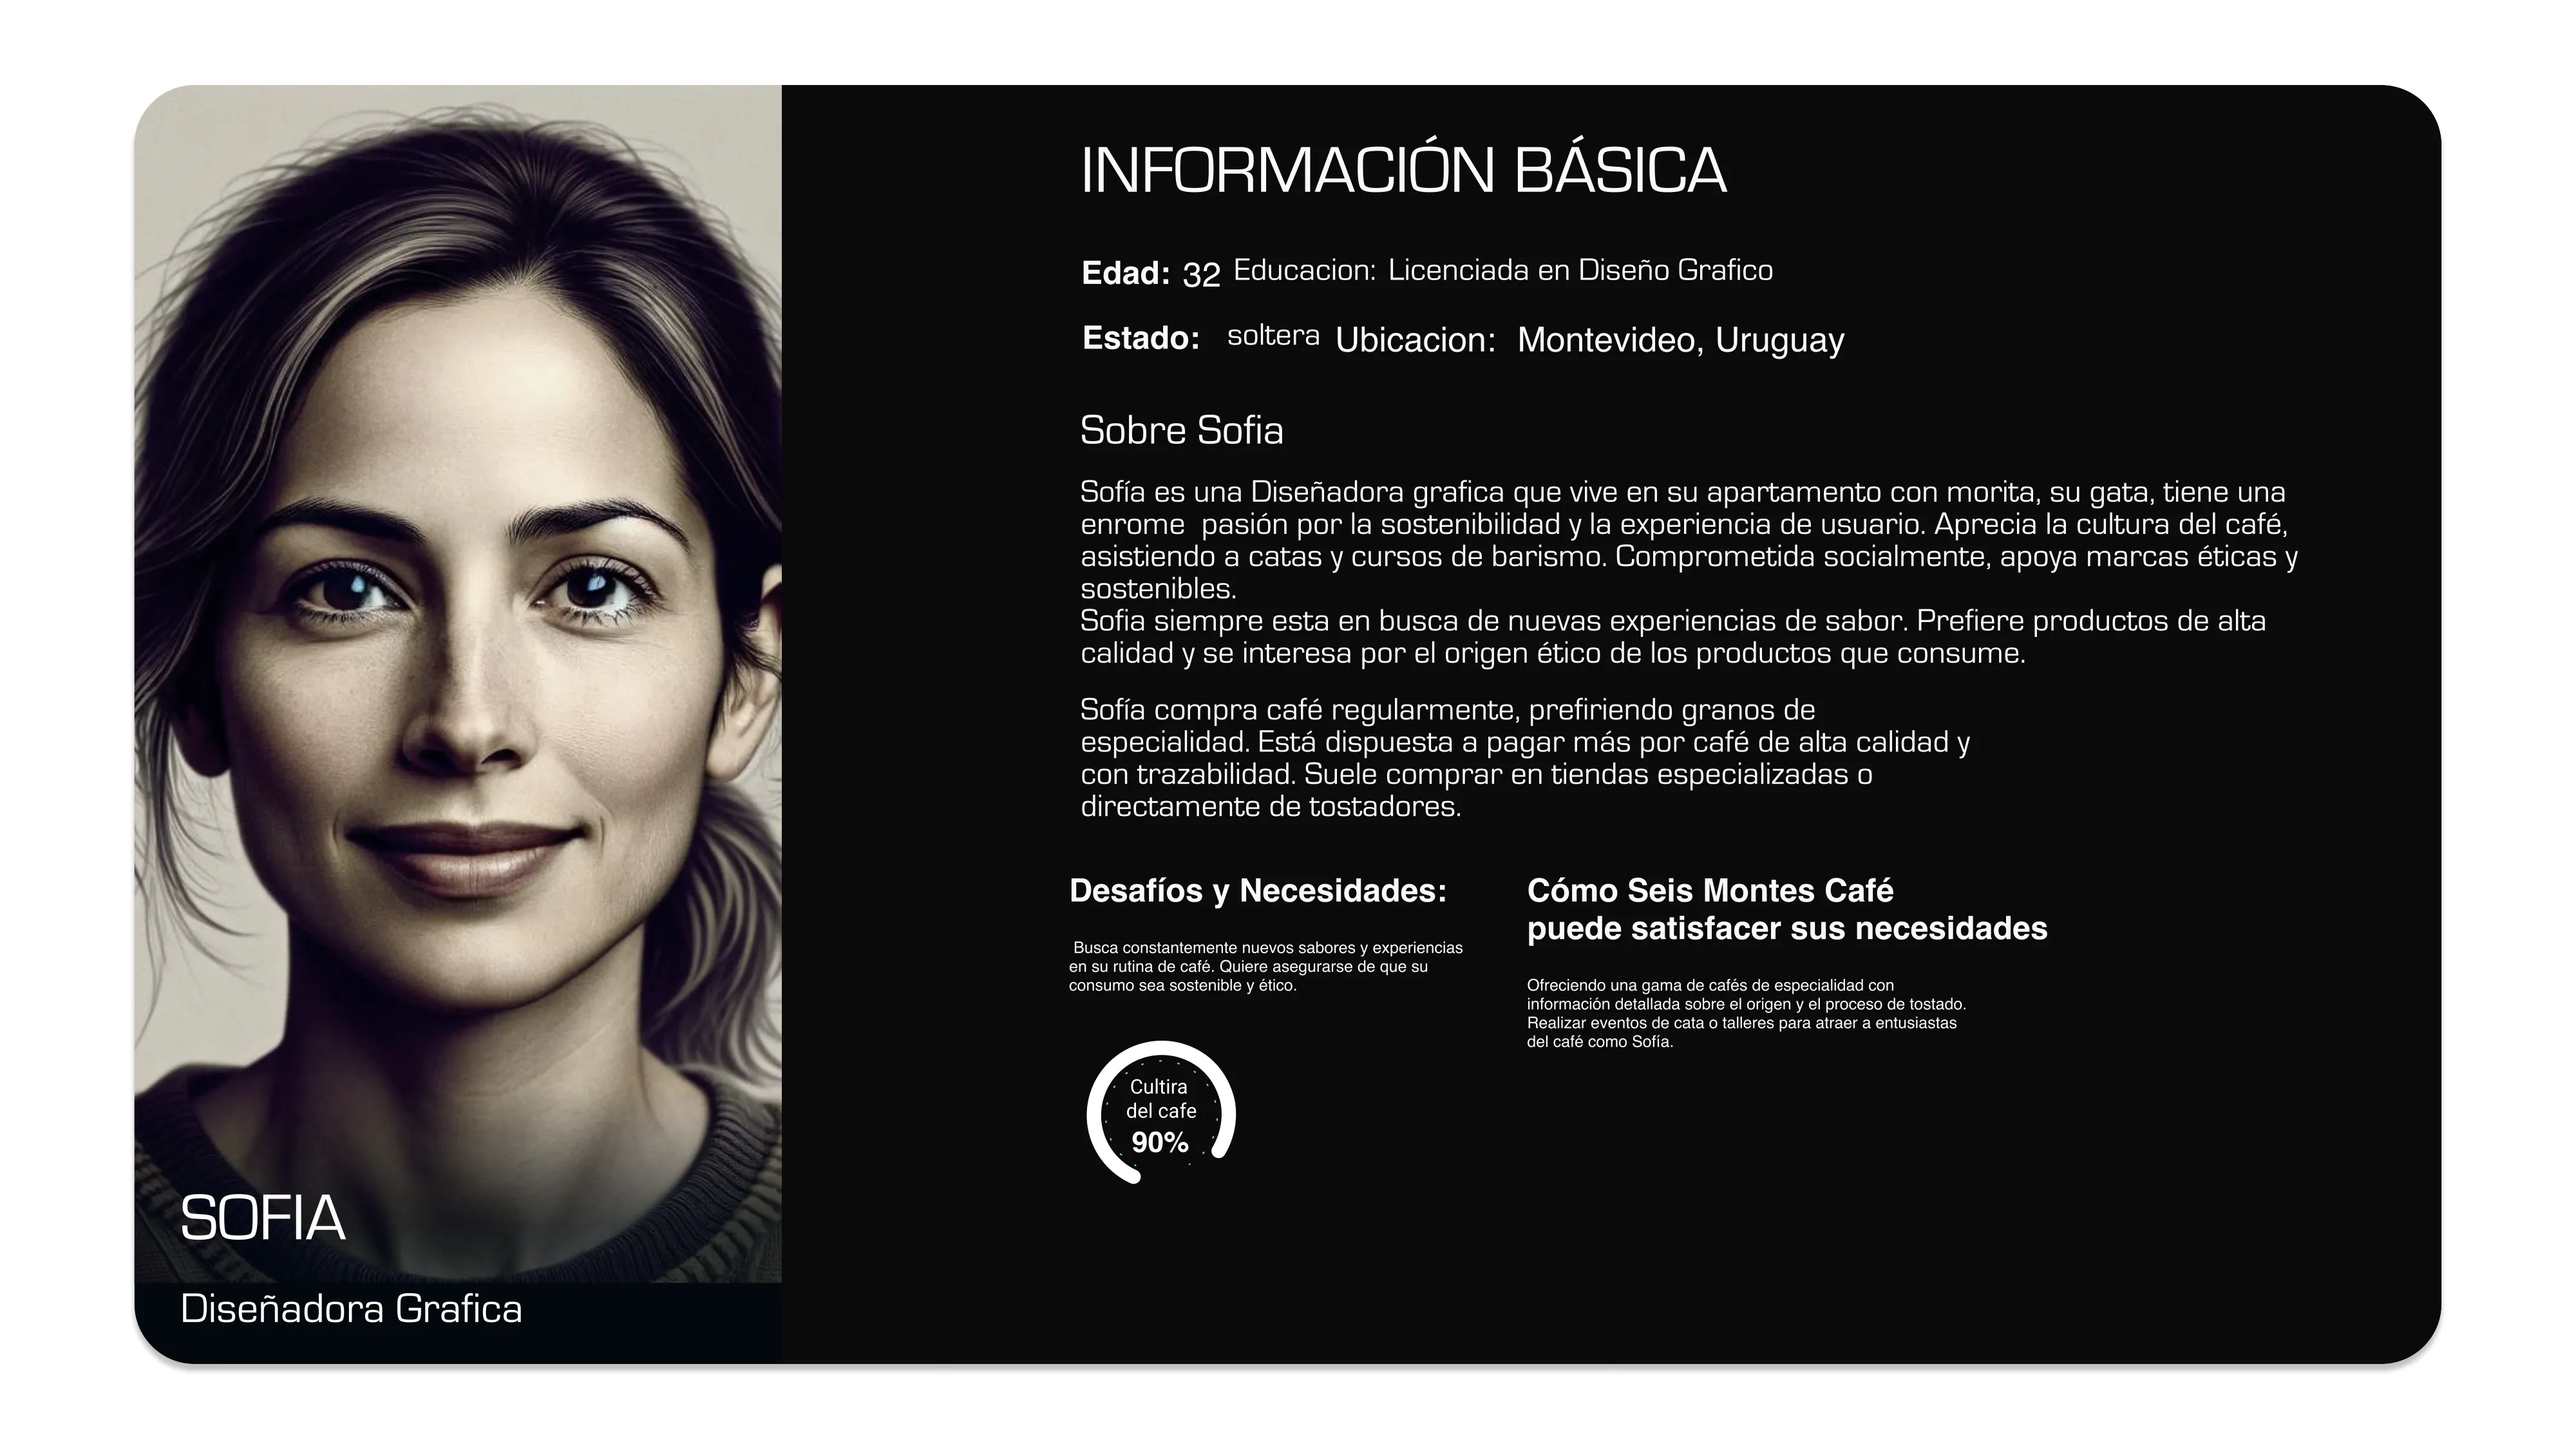 INFORMACIÓN BÁSICA
Edad: 32 Educacion: Licenciada en Diseño Grafico
Estado: soltera Ubicacion: Montevideo, Uruguay
Sobre Sofia
Sofía es una Diseñadora grafica que vive en su apartamento con morita, su gata, tiene una
enrome pasión por la sostenibilidad y la experiencia de usuario. Aprecia la cultura del café,
asistiendo a catas y cursos de barismo. Comprometida socialmente, apoya marcas éticas y
sostenibles.
Sofia siempre esta en busca de nuevas experiencias de sabor. Prefiere productos de alta
calidad y se interesa por el origen ético de los productos que consume.
Sofía compra café regularmente, prefiriendo granos de
especialidad. Está dispuesta a pagar más por café de alta calidad y
con trazabilidad. Suele comprar en tiendas especializadas o
directamente de tostadores.
Desafíos y Necesidades:
Busca constantemente nuevos sabores y experiencias
en su rutina de café. Quiere asegurarse de que su
consumo sea sostenible y ético.
Cómo Seis Montes Café
puede satisfacer sus necesidades
Ofreciendo una gama de cafés de especialidad con
información detallada sobre el origen y el proceso de tostado.
Realizar eventos de cata o talleres para atraer a entusiastas
del café como Sofía.
Cultira
del cafe
90%
SOFIA
Diseñadora Grafica